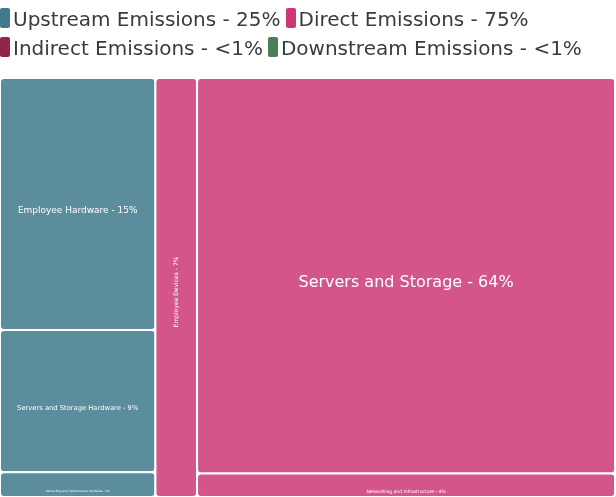 Upstream Emissions - 25% Direct Emissions - 75%
Indirect Emissions - <1% Downstream Emissions - <1%
Employee Hardware - 15%
Employee Devices - 7%
Servers and Storage - 64%
Servers and Storage Hardware - 9%
Networking and Infrastructure - 4%